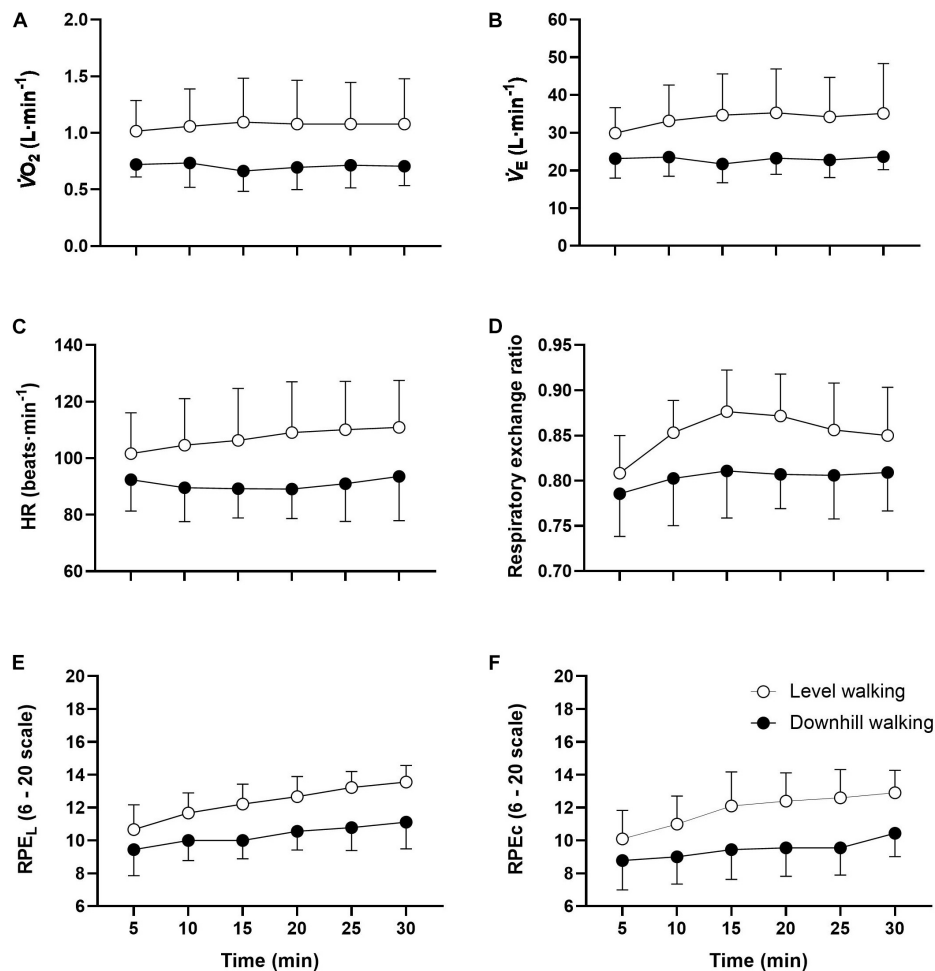 A
V̇O₂ (L·min⁻¹)
2.0
1.5
1.0
0.5
0.0
B
V̇E (L·min⁻¹)
60
50
40
30
20
10
0
C
HR (beats·min⁻¹)
140
120
100
80
60
D
Respiratory exchange ratio
0.95
0.90
0.85
0.80
0.75
0.70
E
RPEL (6 - 20 scale)
20
18
16
14
12
10
8
6
5 10 15 20 25 30
Time (min)
F
RPEc (6 - 20 scale)
20
18
16
14
12
10
8
6
Level walking
Downhill walking
5 10 15 20 25 30
Time (min)